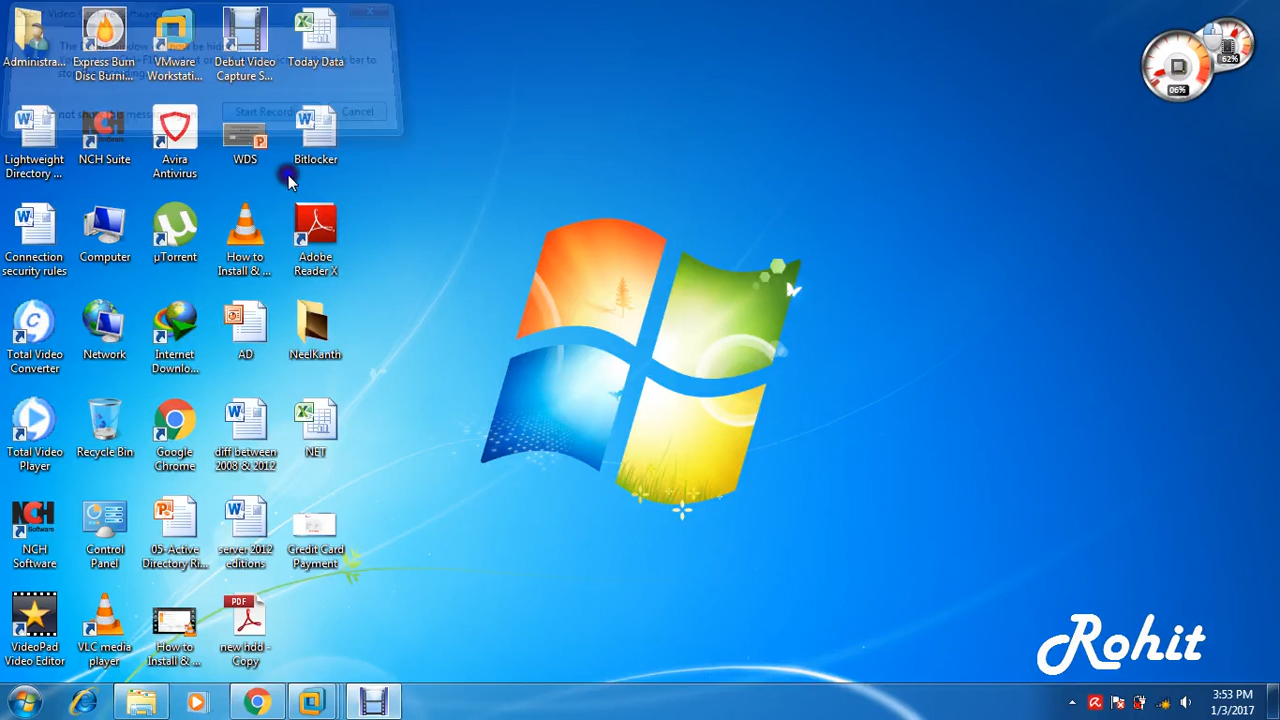 Administra...
Express Burn
Disc Burni...
VMware
Workstati...
Debut Video
Capture S...
Today Data
Start Recor
Cancel
Lightweight
Directory ...
NCH Suite
Avira
Antivirus
WDS
Bitlocker
Connection
security rules
Computer
µTorrent
How to
Install & ...
Adobe
Reader X
Total Video
Converter
Network
Internet
Downlo...
AD
NeelKanth
Total Video
Player
Recycle Bin
Google
Chrome
diff between
2008 & 2012
NET
NCH
Software
Control
Panel
05-Active
Directory Ri...
server 2012
editions
Credit Card
Payment
VideoPad
Video Editor
VLC media
player
How to
Install & ...
PDF
new hdd -
Copy
06%
62%
Rohit
3:53 PM
1/3/2017